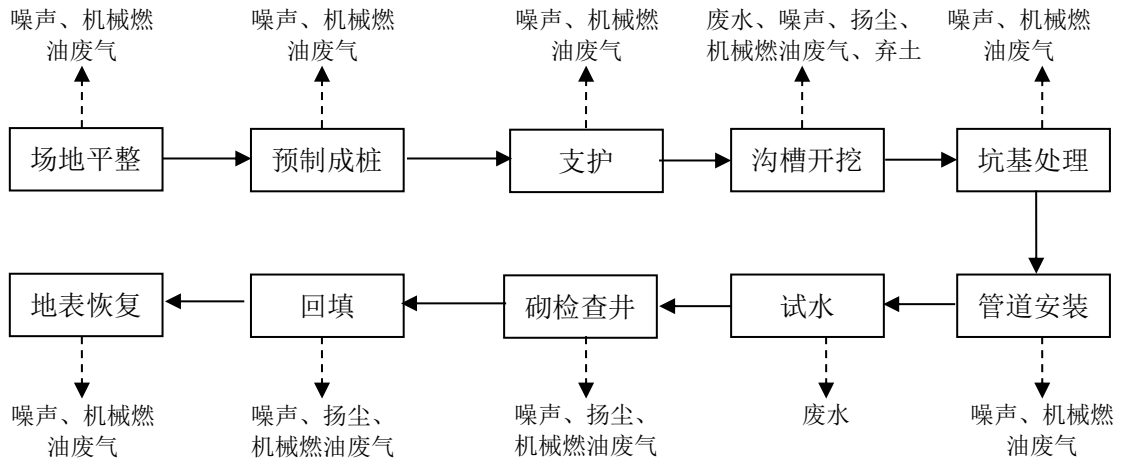 噪声、机械燃
油废气
噪声、机械燃
油废气
噪声、机械燃
油废气
废水、噪声、扬尘、
机械燃油废气、弃土
噪声、机械燃
油废气
场地平整
预制成桩
支护
沟槽开挖
坑基处理
地表恢复
回填
砌检查井
试水
管道安装
噪声、机械燃
油废气
噪声、扬尘、
机械燃油废气
噪声、扬尘、
机械燃油废气
废水
噪声、机械燃
油废气